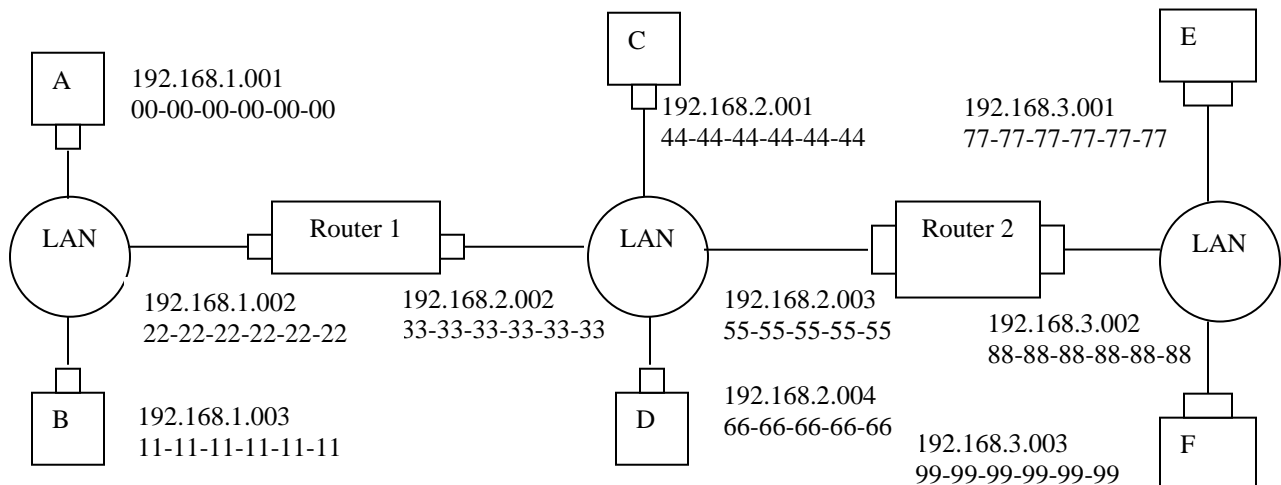 C
E
A
192.168.1.001
00-00-00-00-00-00
192.168.2.001
44-44-44-44-44-44
192.168.3.001
77-77-77-77-77-77
LAN
Router 1
LAN
Router 2
LAN
192.168.1.002
22-22-22-22-22-22
192.168.2.002
33-33-33-33-33-33
192.168.2.003
55-55-55-55-55
192.168.3.002
88-88-88-88-88-88
B
192.168.1.003
11-11-11-11-11-11
D
192.168.2.004
66-66-66-66-66
192.168.3.003
99-99-99-99-99-99
F